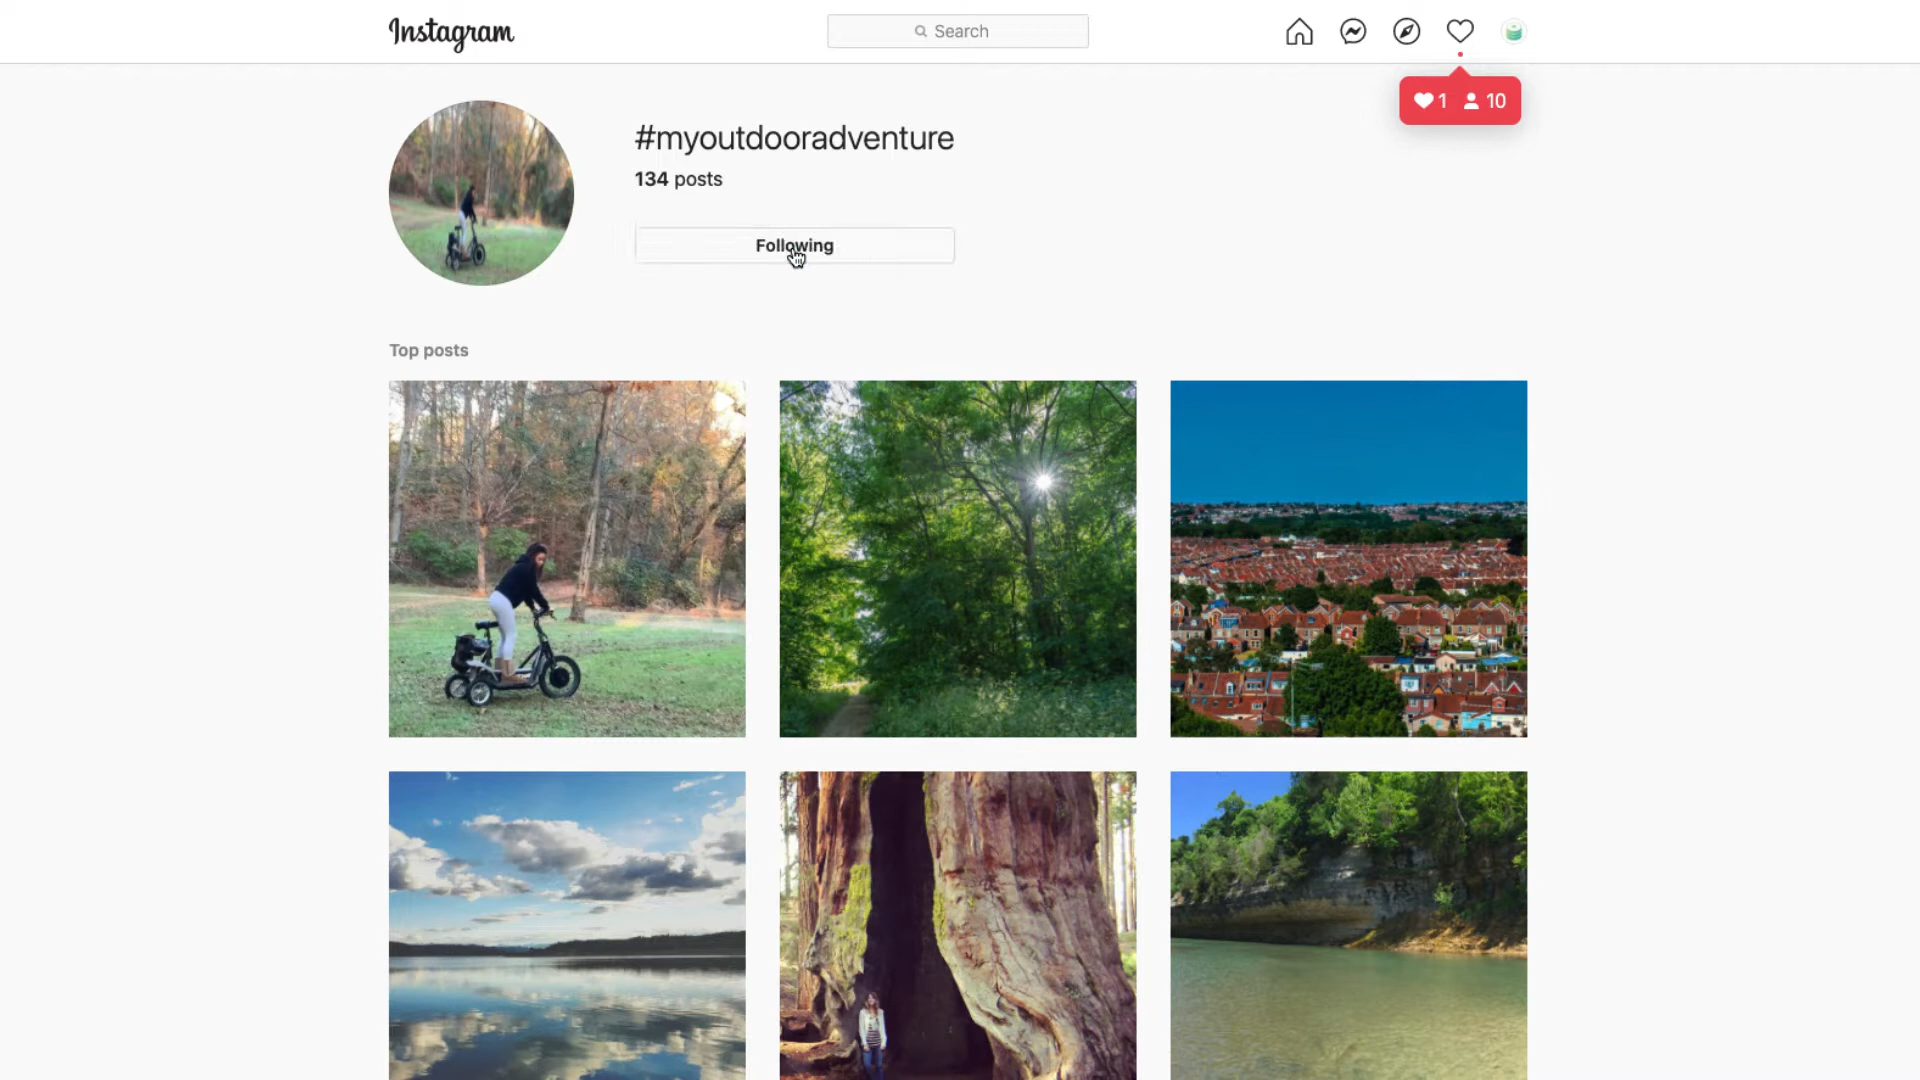 Instagram
Search
1 10
#myoutdooradventure
134 posts
Following
Top posts